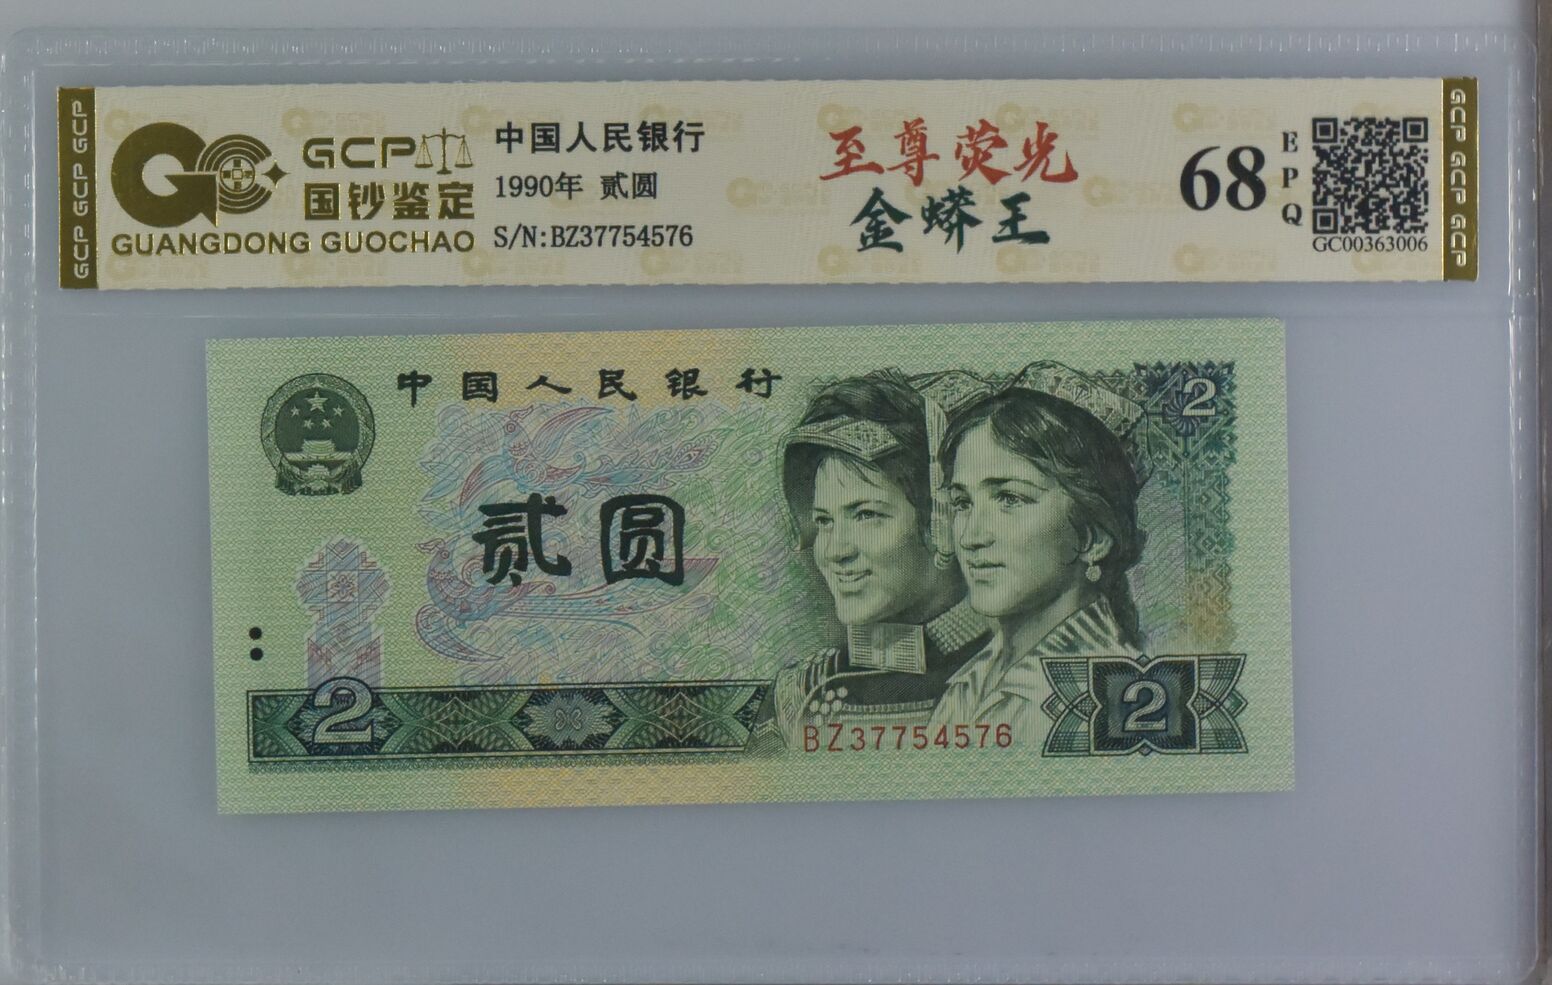 GCP GCP GCP
GCP
国钞鉴定
GUANGDONG GUOCHAO
中国人民银行
1990年 贰圆
S/N:BZ37754576
至尊荧光
金蟒王
68
EPQ
GC00363006
GCP GCP GCP
中国人民银行
2
贰圆
2
BZ37754576
2